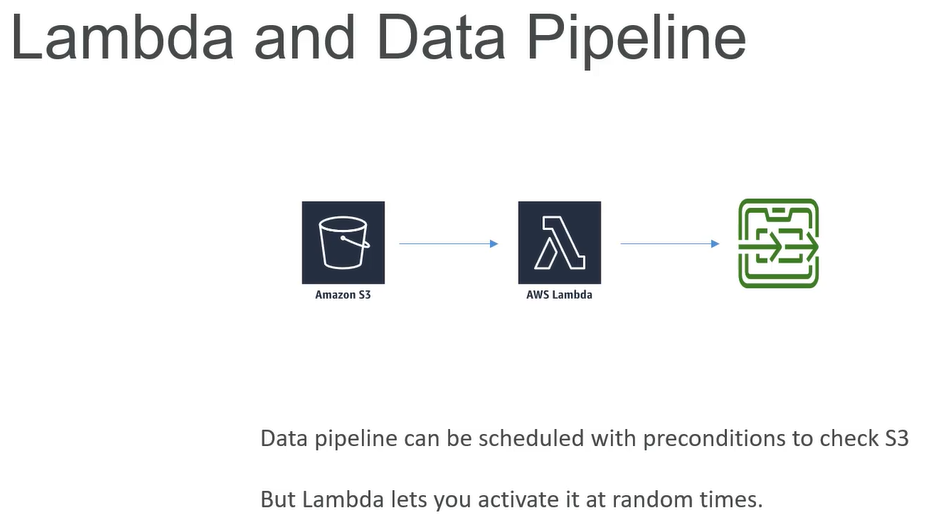 Lambda and Data Pipeline
Amazon S3
AWS Lambda
Data pipeline can be scheduled with preconditions to check S3
But Lambda lets you activate it at random times.